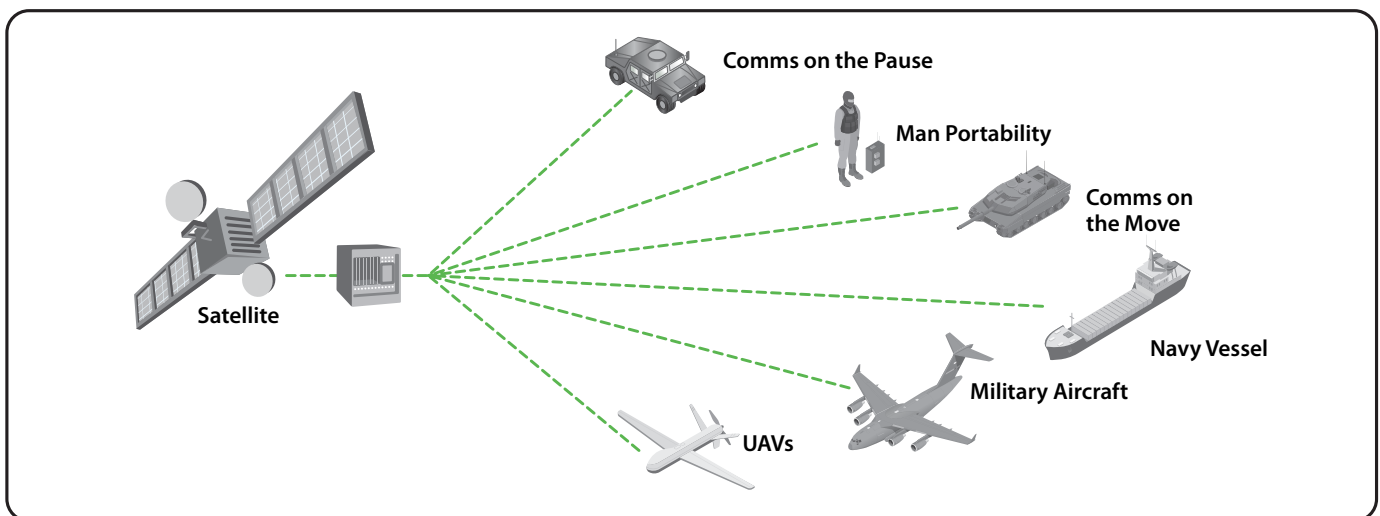 Comms on the Pause
Man Portability
Comms on
the Move
Satellite
Navy Vessel
Military Aircraft
UAVs